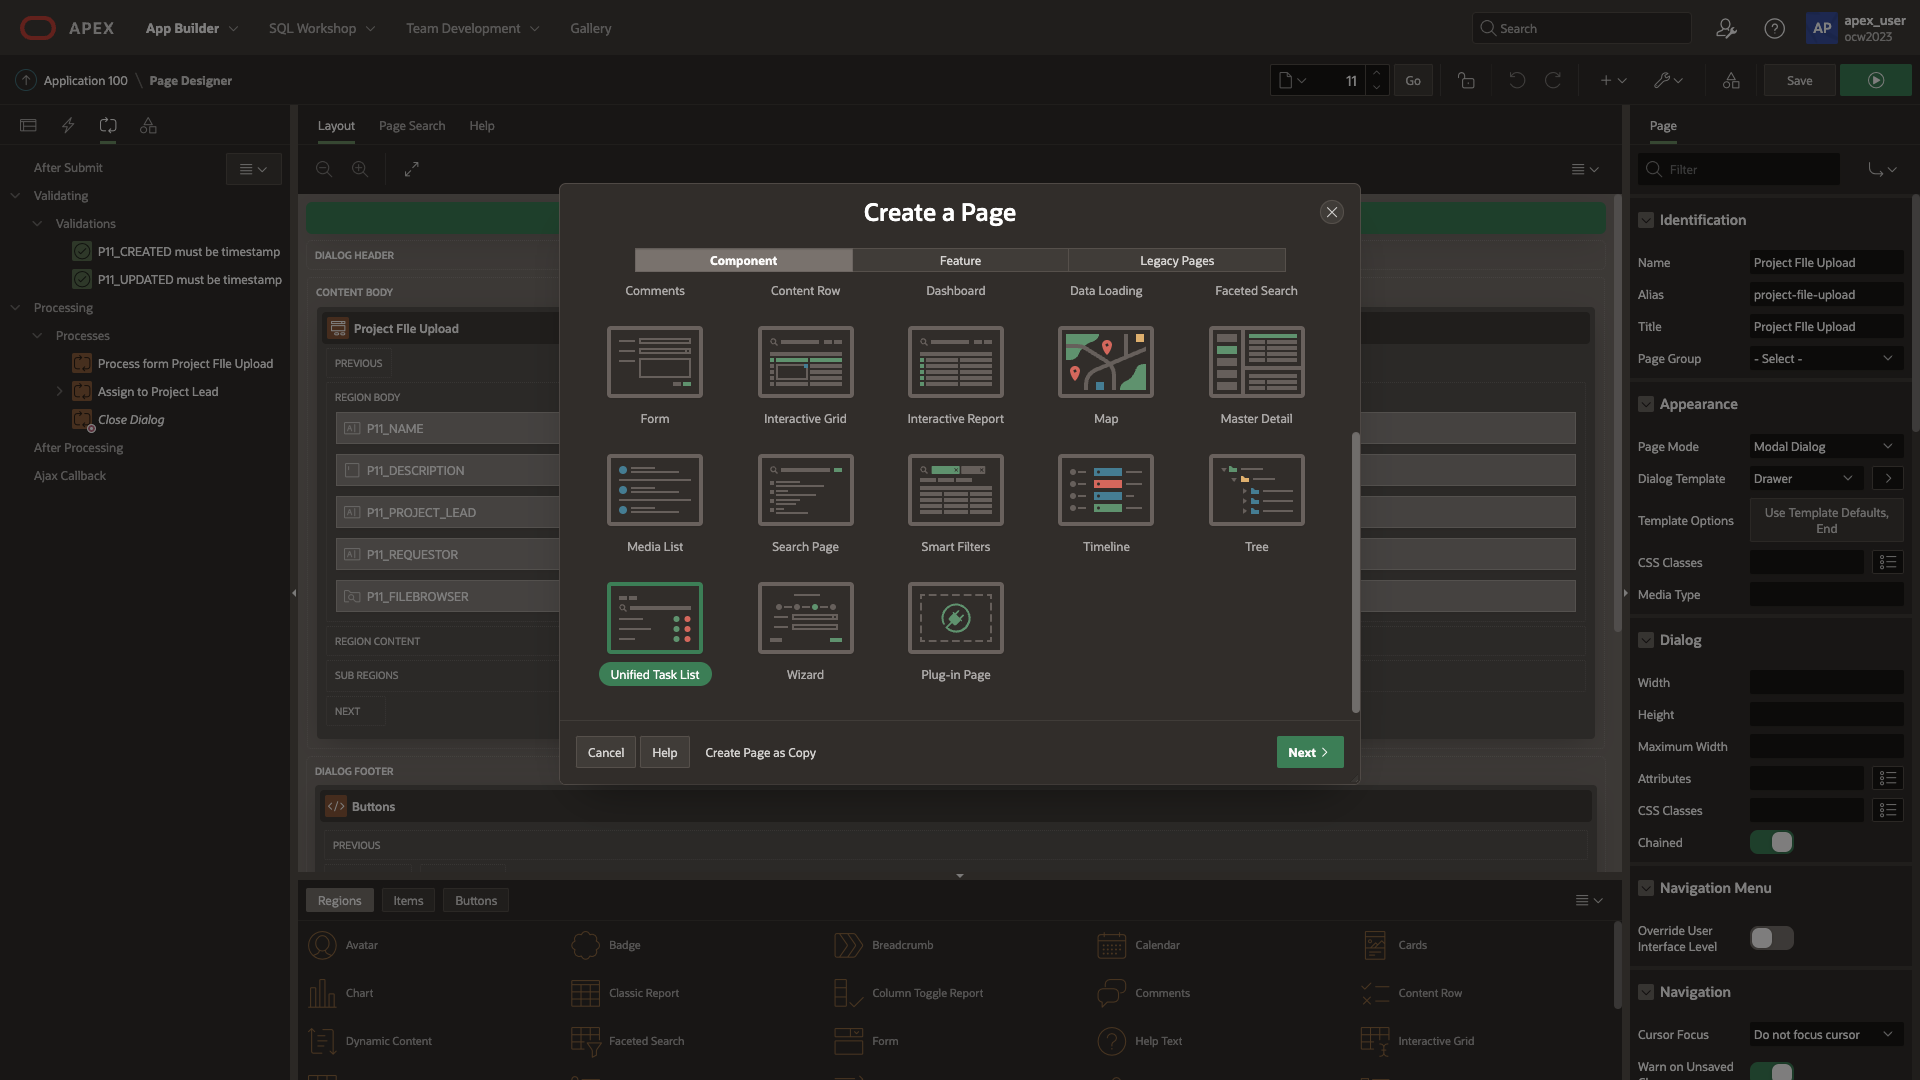 APEX
App Builder
SQL Workshop
Team Development
Gallery
Search
AP
apex_user
ocw2023
Application 100 \ Page Designer
11
Go
Save
After Submit
Validating
Validations
P11_CREATED must be timestamp
P11_UPDATED must be timestamp
Processing
Processes
Process form Project FIle Upload
Assign to Project Lead
Close Dialog
After Processing
Ajax Callback
Layout
Page Search
Help
DIALOG HEADER
CONTENT BODY
Project FIle Upload
PREVIOUS
REGION BODY
P11_NAME
P11_DESCRIPTION
P11_PROJECT_LEAD
P11_REQUESTOR
P11_FILEBROWSER
REGION CONTENT
SUB REGIONS
NEXT
DIALOG FOOTER
Buttons
PREVIOUS
Create a Page
Component
Feature
Legacy Pages
Comments
Content Row
Dashboard
Data Loading
Faceted Search
Form
Interactive Grid
Interactive Report
Map
Master Detail
Media List
Search Page
Smart Filters
Timeline
Tree
Unified Task List
Wizard
Plug-in Page
Cancel
Help
Create Page as Copy
Next
Regions
Items
Buttons
Avatar
Badge
Breadcrumb
Calendar
Cards
Chart
Classic Report
Column Toggle Report
Comments
Content Row
Dynamic Content
Faceted Search
Form
Help Text
Interactive Grid
Page
Filter
Identification
Name
Project FIle Upload
Alias
project-file-upload
Title
Project FIle Upload
Page Group
- Select -
Appearance
Page Mode
Modal Dialog
Dialog Template
Drawer
Template Options
Use Template Defaults,
End
CSS Classes
Media Type
Dialog
Width
Height
Maximum Width
Attributes
CSS Classes
Chained
Navigation Menu
Override User
Interface Level
Navigation
Cursor Focus
Do not focus cursor
Warn on Unsaved